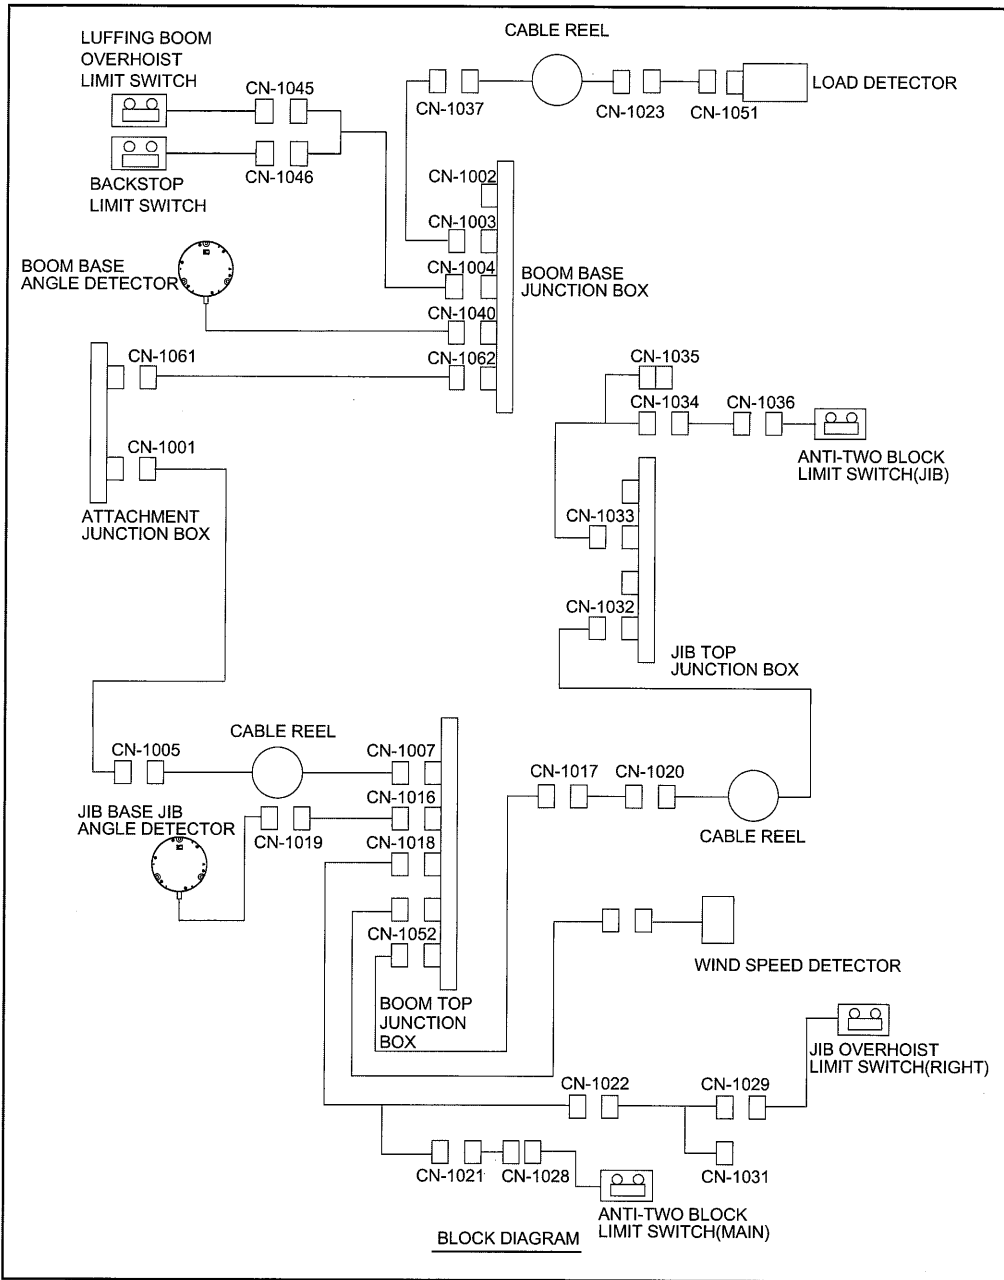 CABLE REEL
LUFFING BOOM
OVERHOIST
LIMIT SWITCH
CN-1045
CN-1037
CN-1023
CN-1051
LOAD DETECTOR
CN-1046
BACKSTOP
LIMIT SWITCH
CN-1002
CN-1003
CN-1004
CN-1040
CN-1062
BOOM BASE
JUNCTION BOX
BOOM BASE
ANGLE DETECTOR
CN-1061
CN-1001
ATTACHMENT
JUNCTION BOX
CN-1035
CN-1034
CN-1036
ANTI-TWO BLOCK
LIMIT SWITCH(JIB)
CN-1033
CN-1032
JIB TOP
JUNCTION BOX
CABLE REEL
CN-1005
CN-1007
CN-1017
CN-1020
CABLE REEL
JIB BASE JIB
ANGLE DETECTOR
CN-1019
CN-1016
CN-1018
CN-1052
BOOM TOP
JUNCTION
BOX
WIND SPEED DETECTOR
JIB OVERHOIST
LIMIT SWITCH(RIGHT)
CN-1022
CN-1029
CN-1021
CN-1028
CN-1031
ANTI-TWO BLOCK
LIMIT SWITCH(MAIN)
BLOCK DIAGRAM